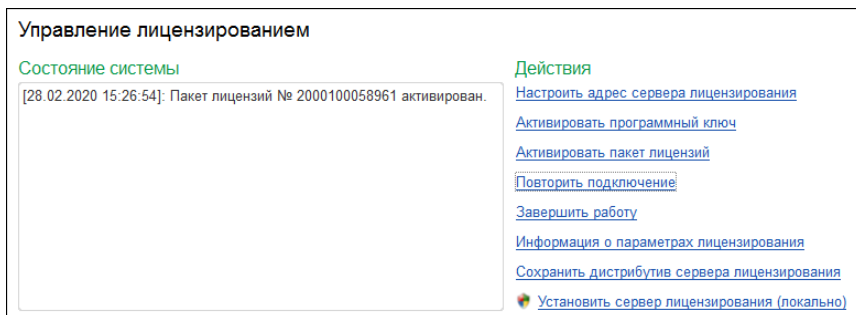 Управление лицензированием
Состояние системы
[28.02.2020 15:26:54]: Пакет лицензий № 2000100058961 активирован.
Действия
Настроить адрес сервера лицензирования
Активировать программный ключ
Активировать пакет лицензий
Повторить подключение
Завершить работу
Информация о параметрах лицензирования
Сохранить дистрибутив сервера лицензирования
Установить сервер лицензирования (локально)